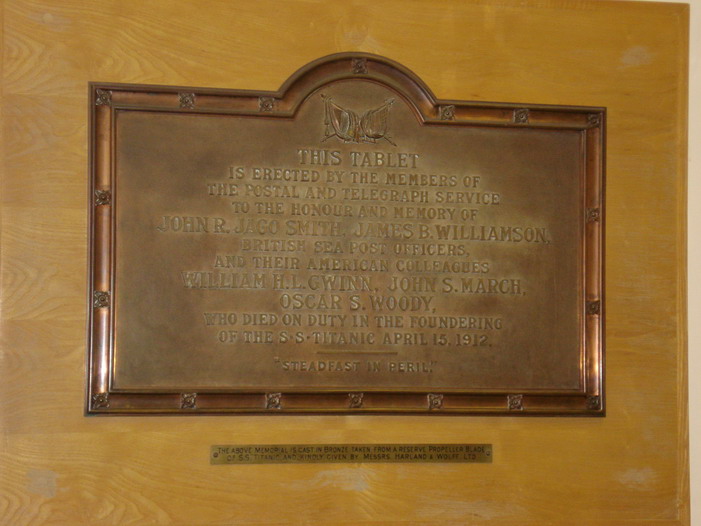 THIS TABLET
IS ERECTED BY THE MEMBERS OF
THE POSTAL AND TELEGRAPH SERVICE
TO THE HONOUR AND MEMORY OF
JOHN R. JAGO SMITH. JAMES B. WILLIAMSON.
BRITISH SEA POST OFFICERS,
AND THEIR AMERICAN COLLEAGUES
WILLIAM H.L. GWINN. JOHN S. MARCH.
OSCAR S. WOODY,
WHO DIED ON DUTY IN THE FOUNDERING
OF THE S·S·TITANIC APRIL 15, 1912.
"STEADFAST IN PERIL."
THE ABOVE MEMORIAL IS CAST IN BRONZE TAKEN FROM A RESERVE PROPELLER BLADE
OF S.S. TITANIC AND KINDLY GIVEN BY MESSRS. HARLAND & WOLFF LTD.